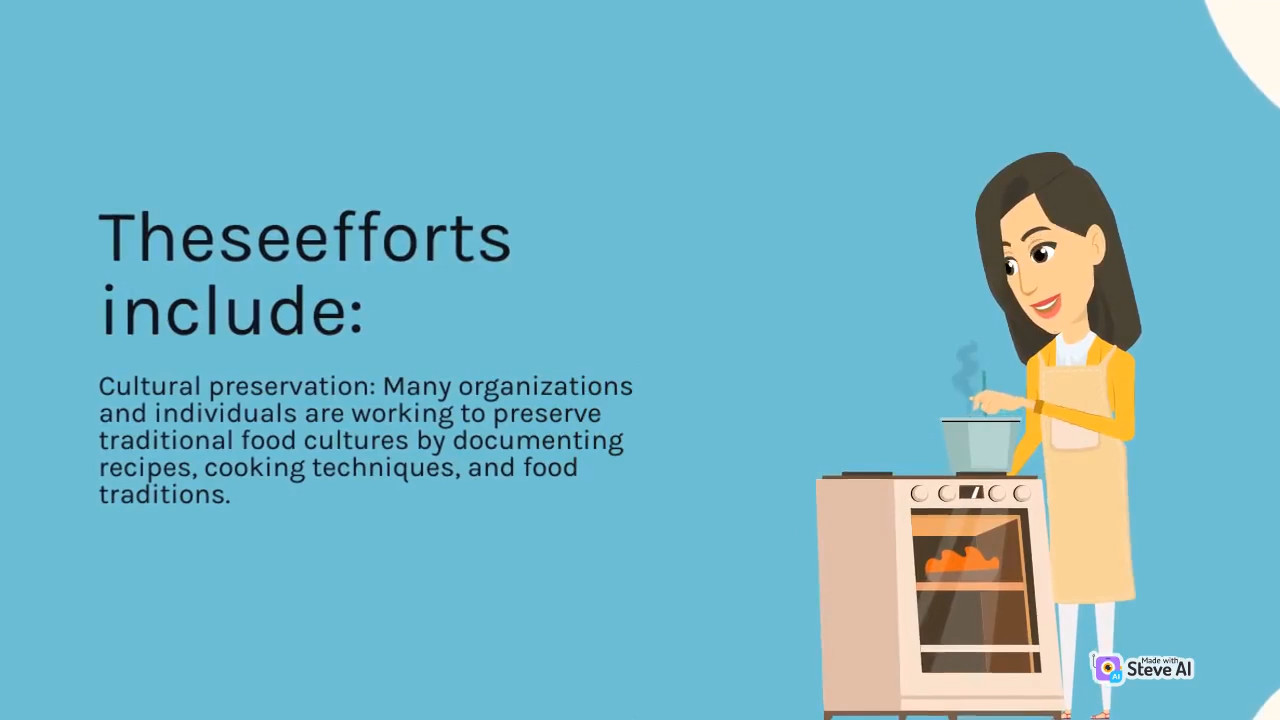 Theseefforts
include:
Cultural preservation: Many organizations
and individuals are working to preserve
traditional food cultures by documenting
recipes, cooking techniques, and food
traditions.
Made with
Steve AI
AI